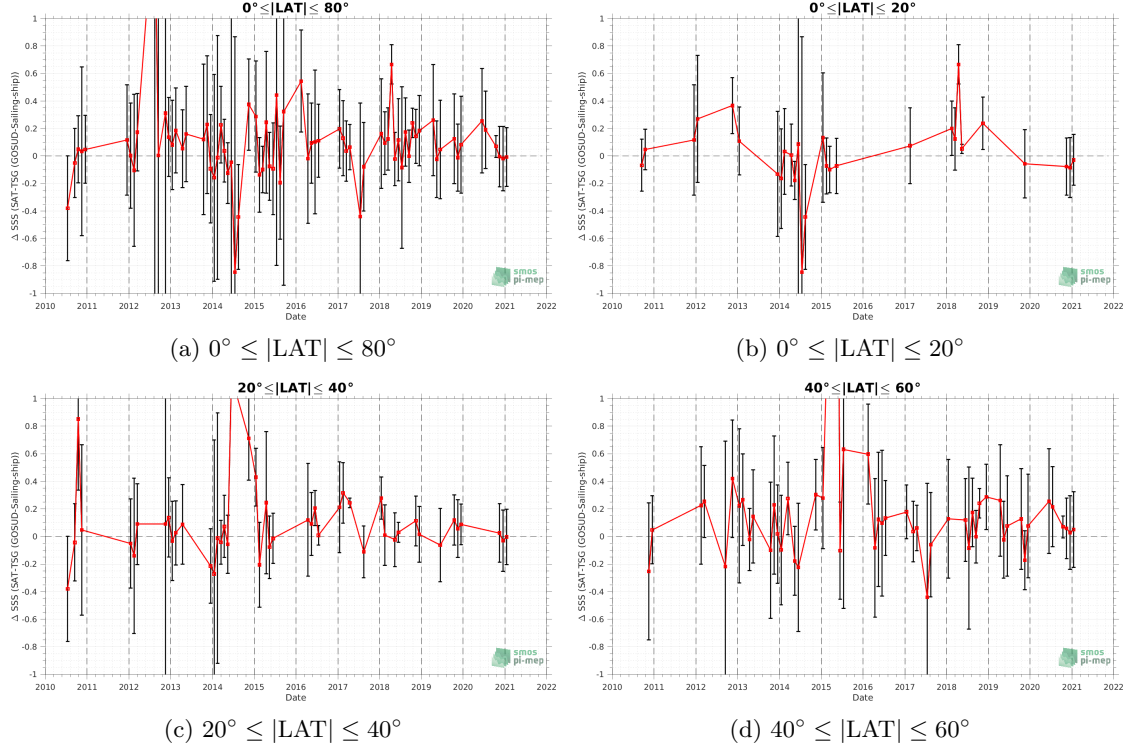 0°≤|LAT|≤ 80°
Δ SSS (SAT-TSG (GOSUD-Sailing-ship))
1
0.8
0.6
0.4
0.2
0
-0.2
-0.4
-0.6
-0.8
-1
2010 2011 2012 2013 2014 2015 2016 2017 2018 2019 2020 2021 2022
Date
smos
pi-mep
(a) 0° ≤ |LAT| ≤ 80°
0°≤|LAT|≤ 20°
Δ SSS (SAT-TSG (GOSUD-Sailing-ship))
1
0.8
0.6
0.4
0.2
0
-0.2
-0.4
-0.6
-0.8
-1
2010 2011 2012 2013 2014 2015 2016 2017 2018 2019 2020 2021 2022
Date
smos
pi-mep
(b) 0° ≤ |LAT| ≤ 20°
20°≤|LAT|≤ 40°
Δ SSS (SAT-TSG (GOSUD-Sailing-ship))
1
0.8
0.6
0.4
0.2
0
-0.2
-0.4
-0.6
-0.8
-1
2010 2011 2012 2013 2014 2015 2016 2017 2018 2019 2020 2021 2022
Date
smos
pi-mep
(c) 20° ≤ |LAT| ≤ 40°
40°≤|LAT|≤ 60°
Δ SSS (SAT-TSG (GOSUD-Sailing-ship))
1
0.8
0.6
0.4
0.2
0
-0.2
-0.4
-0.6
-0.8
-1
2010 2011 2012 2013 2014 2015 2016 2017 2018 2019 2020 2021 2022
Date
smos
pi-mep
(d) 40° ≤ |LAT| ≤ 60°